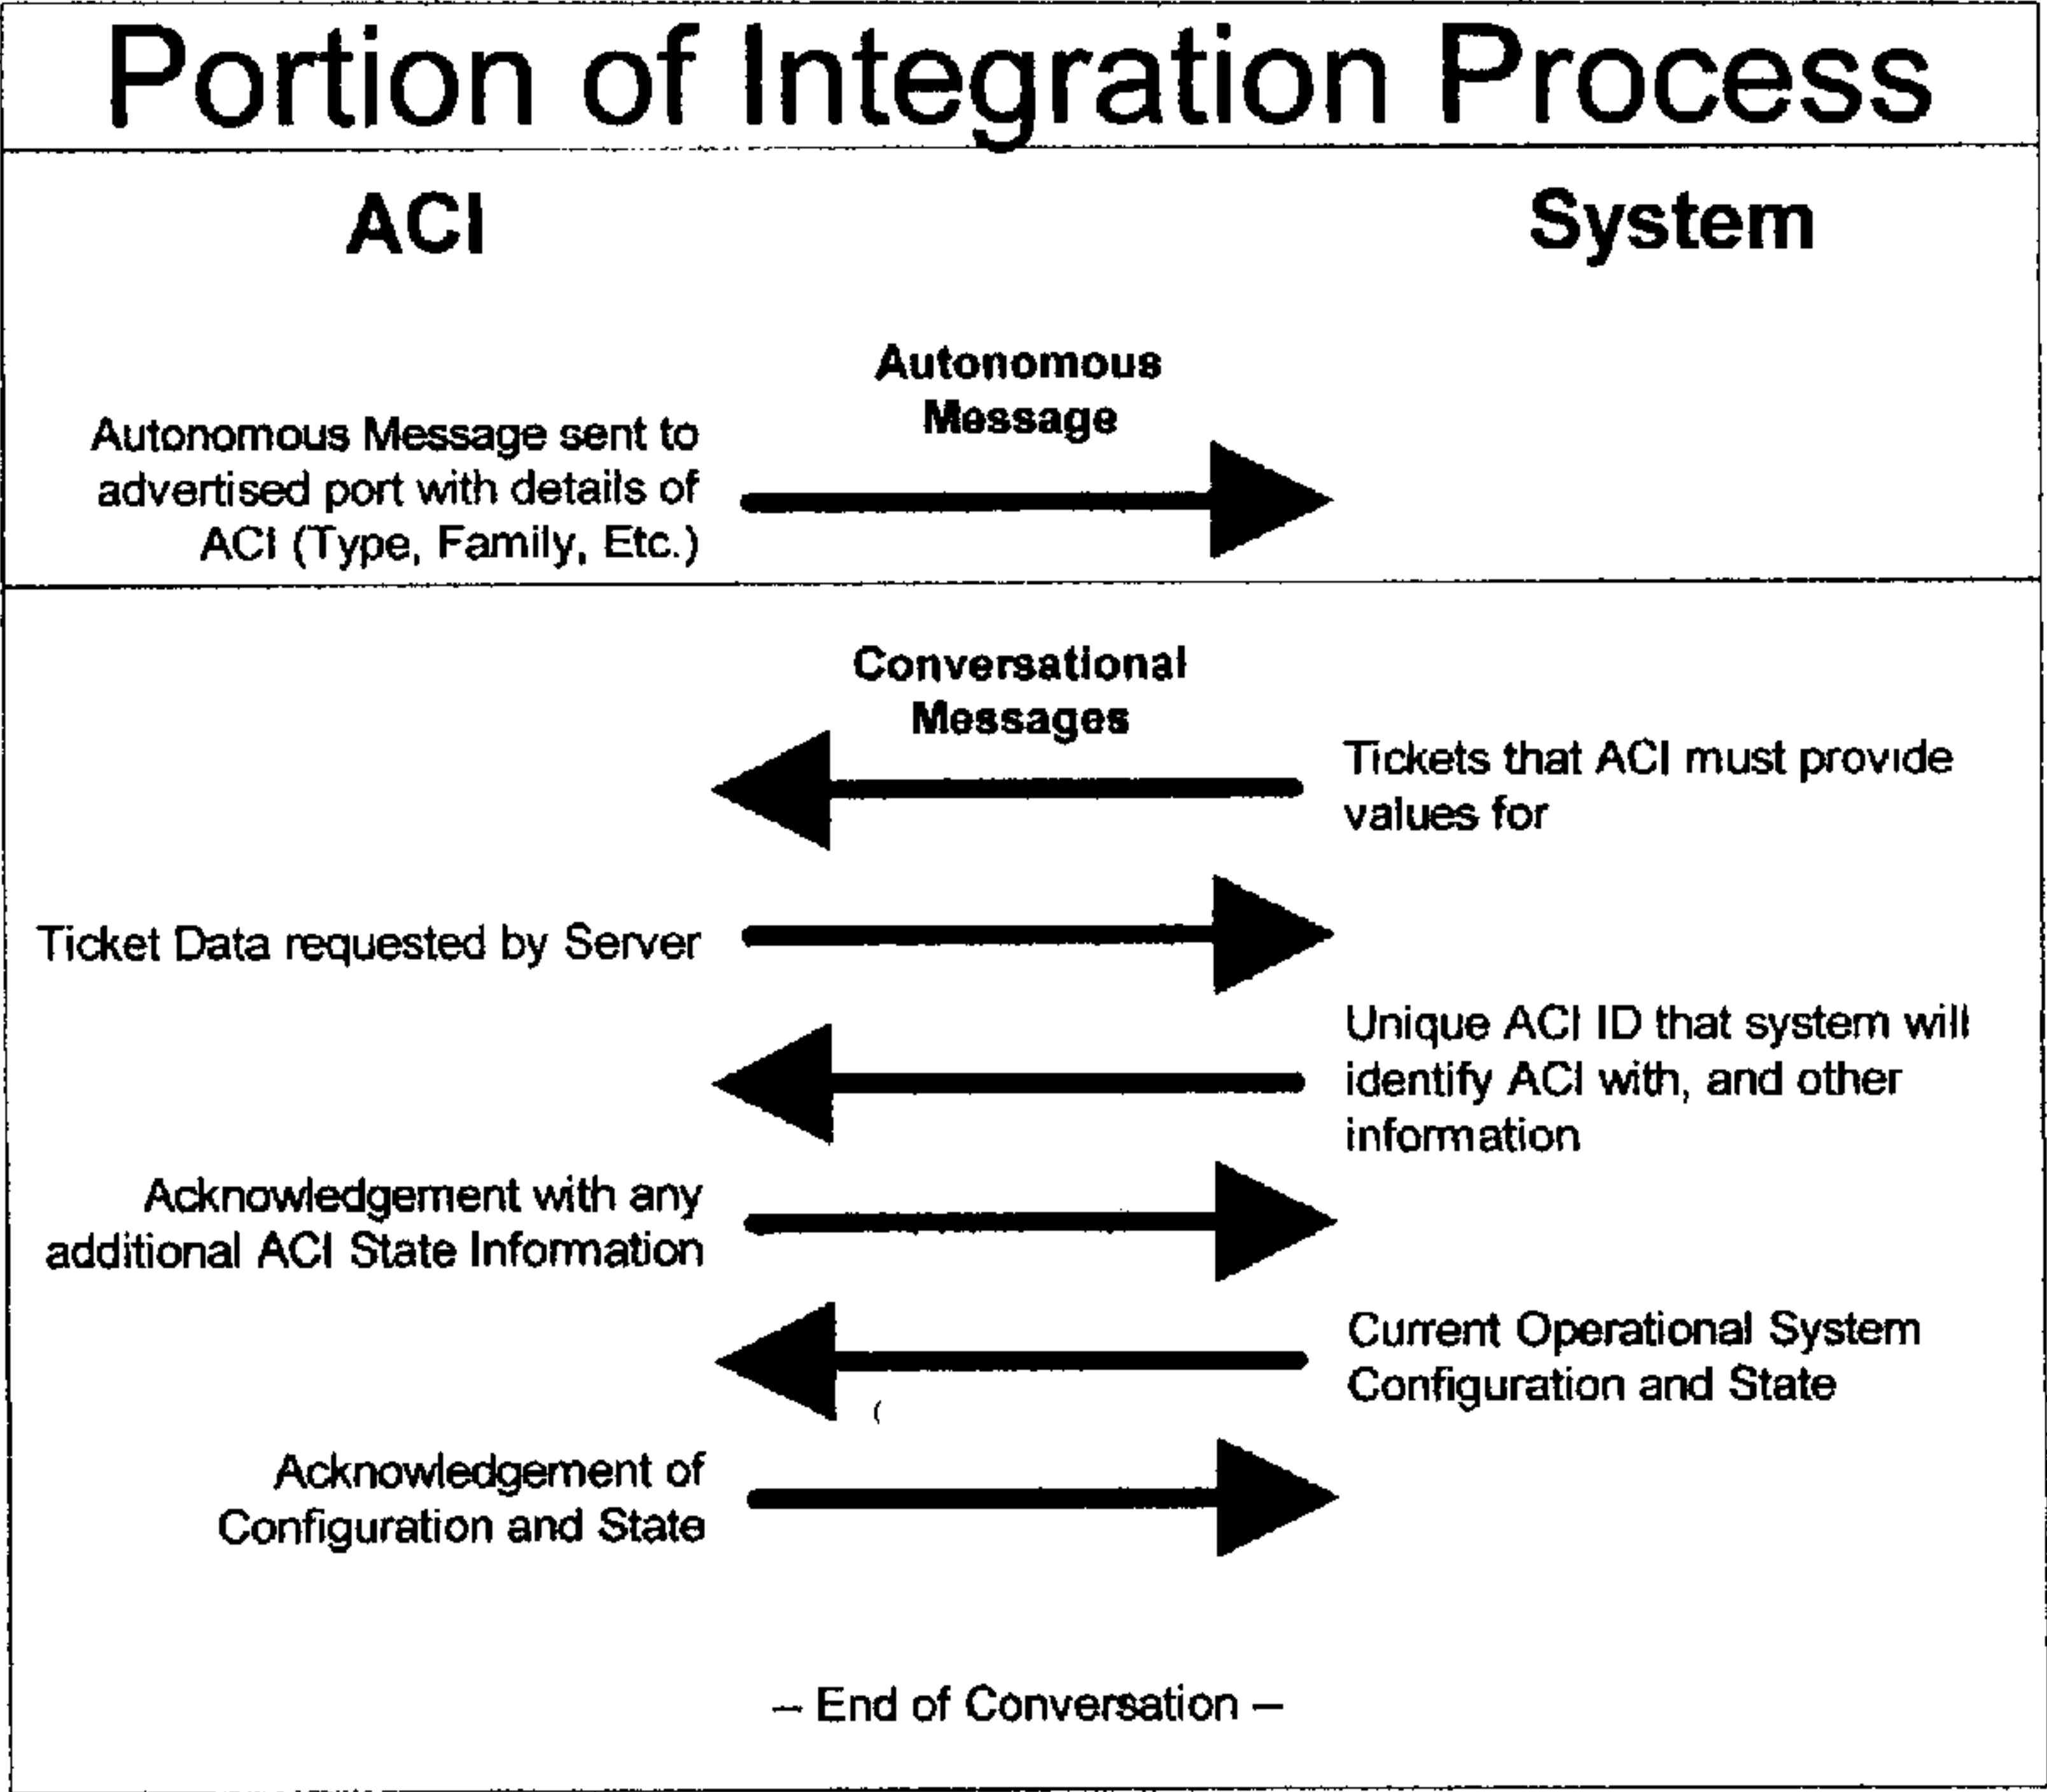 Portion of Integration Process
ACI
System
Autonomous
Message
Autonomous Message sent to
advertised port with details of
ACI (Type, Family, Etc.)
Conversational
Messages
Tickets that ACI must provide
values for
Ticket Data requested by Server
Unique ACI ID that system will
identify ACI with, and other
information
Acknowledgement with any
additional ACI State Information
Current Operational System
Configuration and State
Acknowledgement of
Configuration and State
– End of Conversation –